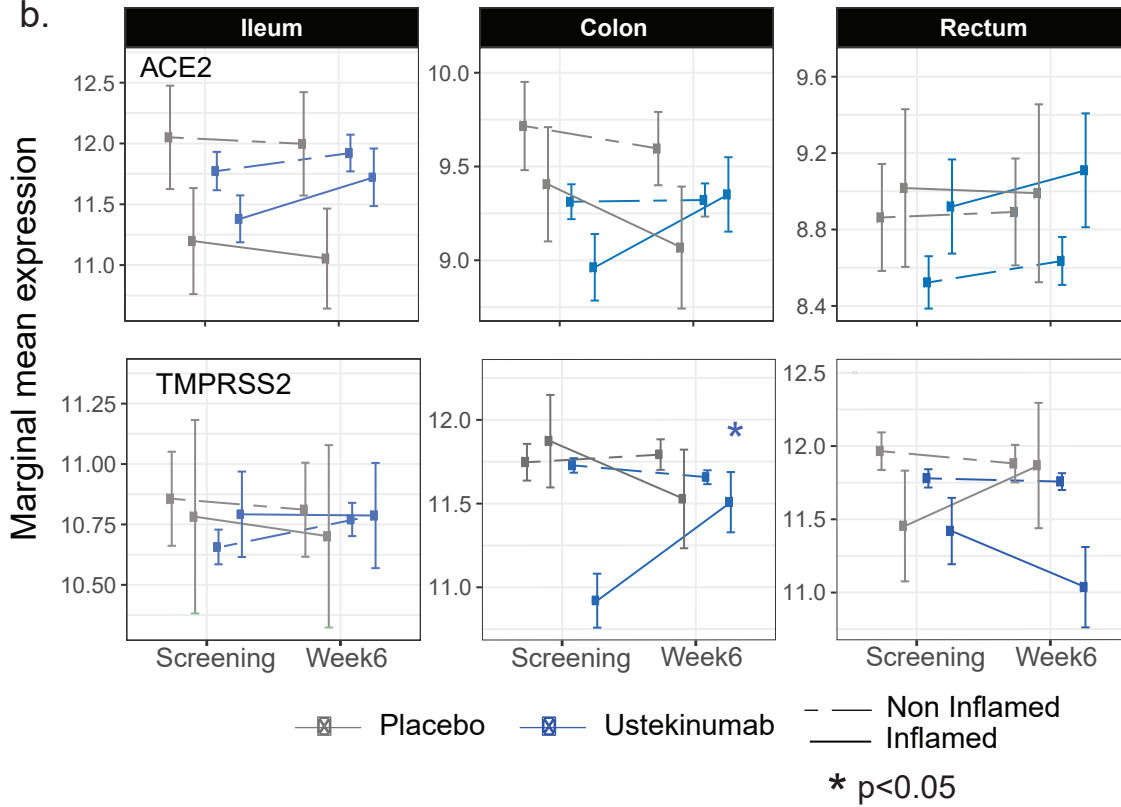 b.
Ileum Colon Rectum
Marginal mean expression
ACE2
12.5
12.0
11.5
11.0
10.0
9.5
9.0
9.6
9.2
8.8
8.4
TMPRSS2
11.25
11.00
10.75
10.50
12.0
11.5
11.0
*
12.5
12.0
11.5
11.0
Screening Week6 Screening Week6 Screening Week6
Placebo Ustekinumab Non Inflamed
Inflamed
* p<0.05